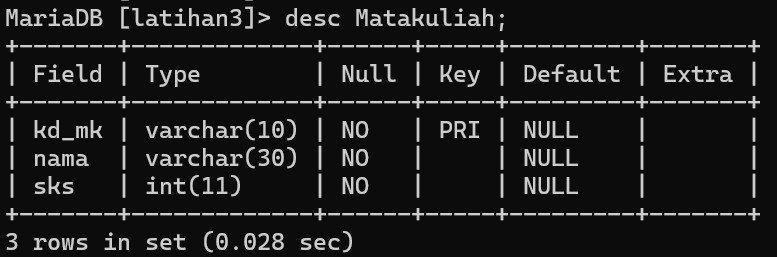 MariaDB [latihan3]> desc Matakuliah;
+-------+-------------+------+-----+---------+-------+
| Field | Type        | Null | Key | Default | Extra |
+-------+-------------+------+-----+---------+-------+
| kd_mk | varchar(10) | NO   | PRI | NULL    |       |
| nama  | varchar(30) | NO   |     | NULL    |       |
| sks   | int(11)     | NO   |     | NULL    |       |
+-------+-------------+------+-----+---------+-------+
3 rows in set (0.028 sec)